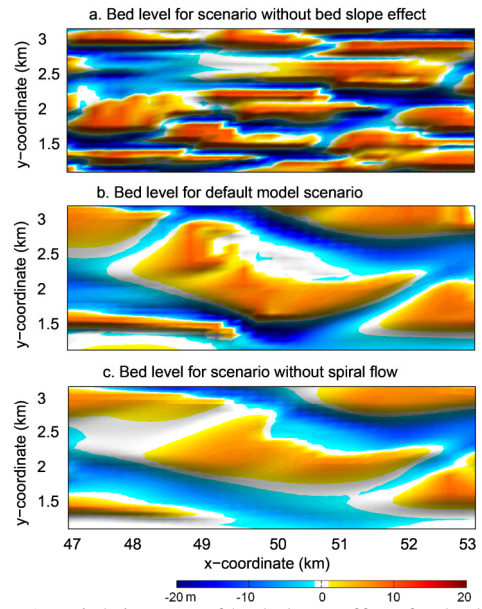 a. Bed level for scenario without bed slope effect
y−coordinate (km)
3
2.5
2
1.5
b. Bed level for default model scenario
y−coordinate (km)
3
2.5
2
1.5
c. Bed level for scenario without spiral flow
y−coordinate (km)
3
2.5
2
1.5
47 48 49 50 51 52 53
x−coordinate (km)
-20 m -10 0 10 20